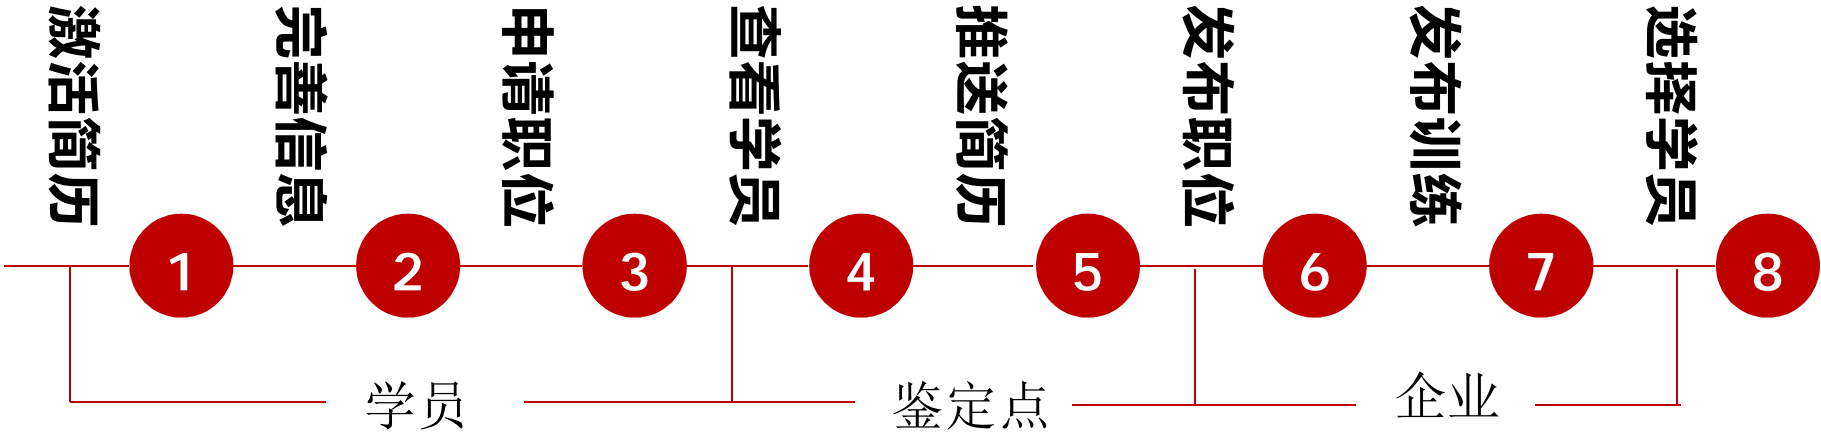 激活简历
完善信息
申请职位
查看学员
推送简历
发布职位
发布训练
选择学员
1
2
3
4
5
6
7
8
学员
鉴定点
企业